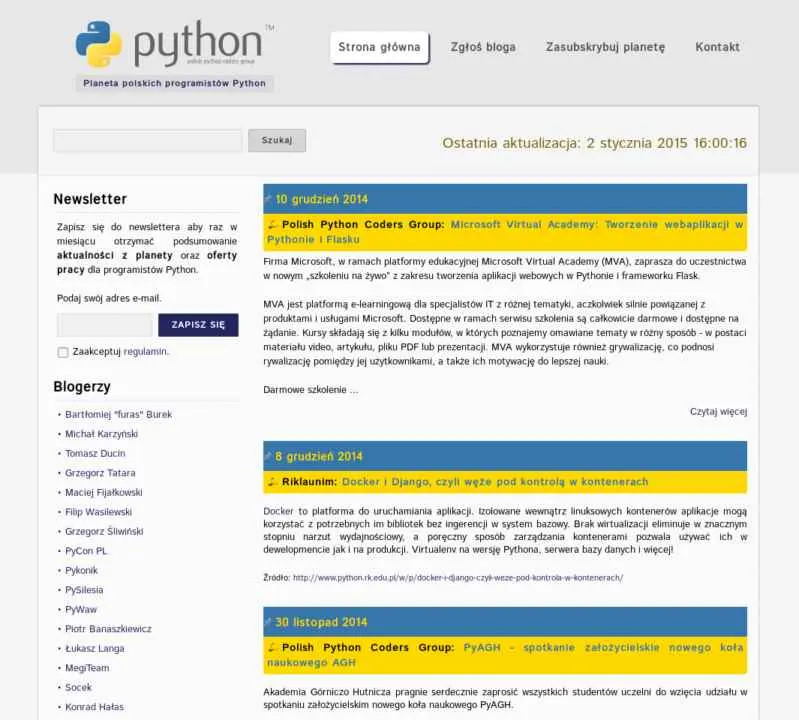 python™
polish python coders group
Planeta polskich programistów Python
Strona główna
Zgłoś bloga
Zasubskrybuj planetę
Kontakt
Szukaj
Ostatnia aktualizacja: 2 stycznia 2015 16:00:16
Newsletter
Zapisz się do newslettera aby raz w
miesiącu otrzymać podsumowanie
aktualności z planety oraz oferty
pracy dla programistów Python.
Podaj swój adres e-mail.
ZAPISZ SIĘ
Zaakceptuj regulamin.
Blogerzy
• Bartłomiej "furas" Burek
• Michał Karzyński
• Tomasz Ducin
• Grzegorz Tatara
• Maciej Fijałkowski
• Filip Wasilewski
• Grzegorz Śliwiński
• PyCon PL
• Pykonik
• PySilesia
• PyWaw
• Piotr Banaszkiewicz
• Łukasz Langa
• MegiTeam
• Socek
• Konrad Hałas
10 grudzień 2014
Polish Python Coders Group: Microsoft Virtual Academy: Tworzenie webaplikacji w
Pythonie i Flasku
Firma Microsoft, w ramach platformy edukacyjnej Microsoft Virtual Academy (MVA), zaprasza do uczestnictwa
w nowym „szkoleniu na żywo” z zakresu tworzenia aplikacji webowych w Pythonie i frameworku Flask.
MVA jest platformą e-learningową dla specjalistów IT z różnej tematyki, aczkolwiek silnie powiązanej z
produktami i usługami Microsoft. Dostępne w ramach serwisu szkolenia są całkowicie darmowe i dostępne na
żądanie. Kursy składają się z kilku modułów, w których poznajemy omawiane tematy w różny sposób - w postaci
materiału video, artykułu, pliku PDF lub prezentacji. MVA wykorzystuje również grywalizację, co podnosi
rywalizację pomiędzy jej użytkownikami, a także ich motywację do lepszej nauki.
Darmowe szkolenie ...
Czytaj więcej
8 grudzień 2014
Riklaunim: Docker i Django, czyli węże pod kontrolą w kontenerach
Docker to platforma do uruchamiania aplikacji. Izolowane wewnątrz linuksowych kontenerów aplikacje mogą
korzystać z potrzebnym im bibliotek bez ingerencji w system bazowy. Brak wirtualizacji eliminuje w znacznym
stopniu narzut wydajnościowy, a poręczny sposób zarządzania kontenerami pozwala używać ich w
dewelopmencie jak i na produkcji. Virtualenv na wersję Pythona, serwera bazy danych i więcej!
Źródło: http://www.python.rk.edu.pl/w/p/docker-i-django-czyli-weze-pod-kontrola-w-kontenerach/
30 listopad 2014
Polish Python Coders Group: PyAGH - spotkanie założycielskie nowego koła
naukowego AGH
Akademia Górniczo Hutnicza pragnie serdecznie zaprosić wszystkich studentów uczelni do wzięcia udziału w
spotkaniu założycielskim nowego koła naukowego PyAGH.